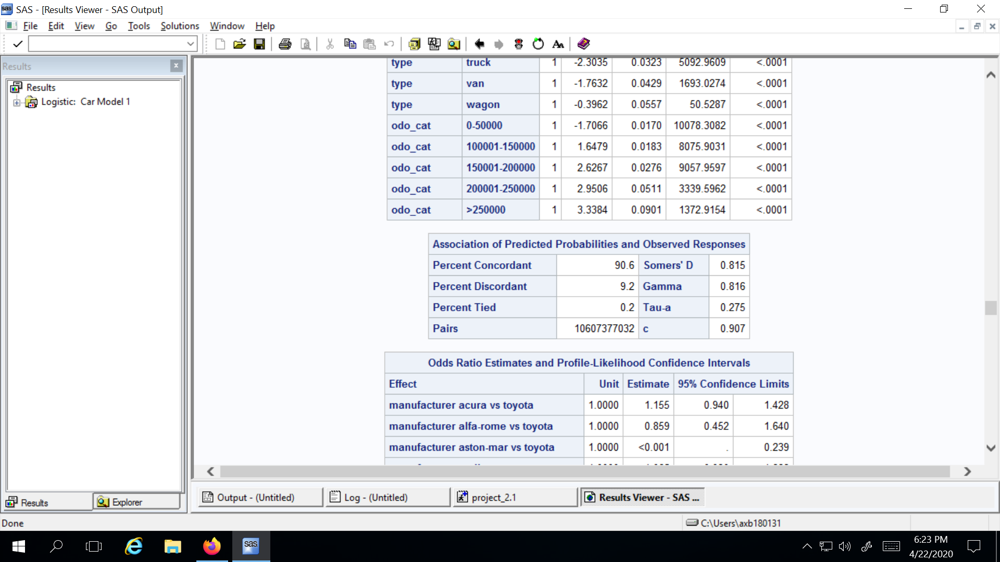 sas SAS - [Results Viewer - SAS Output]
File Edit View Go Tools Solutions Window Help
Results
Results
Logistic: Car Model 1
type truck 1 -2.3035 0.0323 5092.9609 <.0001
type van 1 -1.7632 0.0429 1693.0274 <.0001
type wagon 1 -0.3962 0.0557 50.5287 <.0001
odo_cat 0-50000 1 -1.7066 0.0170 10078.3082 <.0001
odo_cat 100001-150000 1 1.6479 0.0183 8075.9031 <.0001
odo_cat 150001-200000 1 2.6267 0.0276 9057.9597 <.0001
odo_cat 200001-250000 1 2.9506 0.0511 3339.5962 <.0001
odo_cat >250000 1 3.3384 0.0901 1372.9154 <.0001
Association of Predicted Probabilities and Observed Responses
Percent Concordant 90.6 Somers' D 0.815
Percent Discordant 9.2 Gamma 0.816
Percent Tied 0.2 Tau-a 0.275
Pairs 10607377032 c 0.907
Odds Ratio Estimates and Profile-Likelihood Confidence Intervals
Effect Unit Estimate 95% Confidence Limits
manufacturer acura vs toyota 1.0000 1.155 0.940 1.428
manufacturer alfa-rome vs toyota 1.0000 0.859 0.452 1.640
manufacturer aston-mar vs toyota 1.0000 <0.001 . 0.239
Results Explorer
Output - (Untitled) Log - (Untitled) project_2.1 Results Viewer - SAS ...
Done C:\Users\axb180131
sas
6:23 PM
4/22/2020